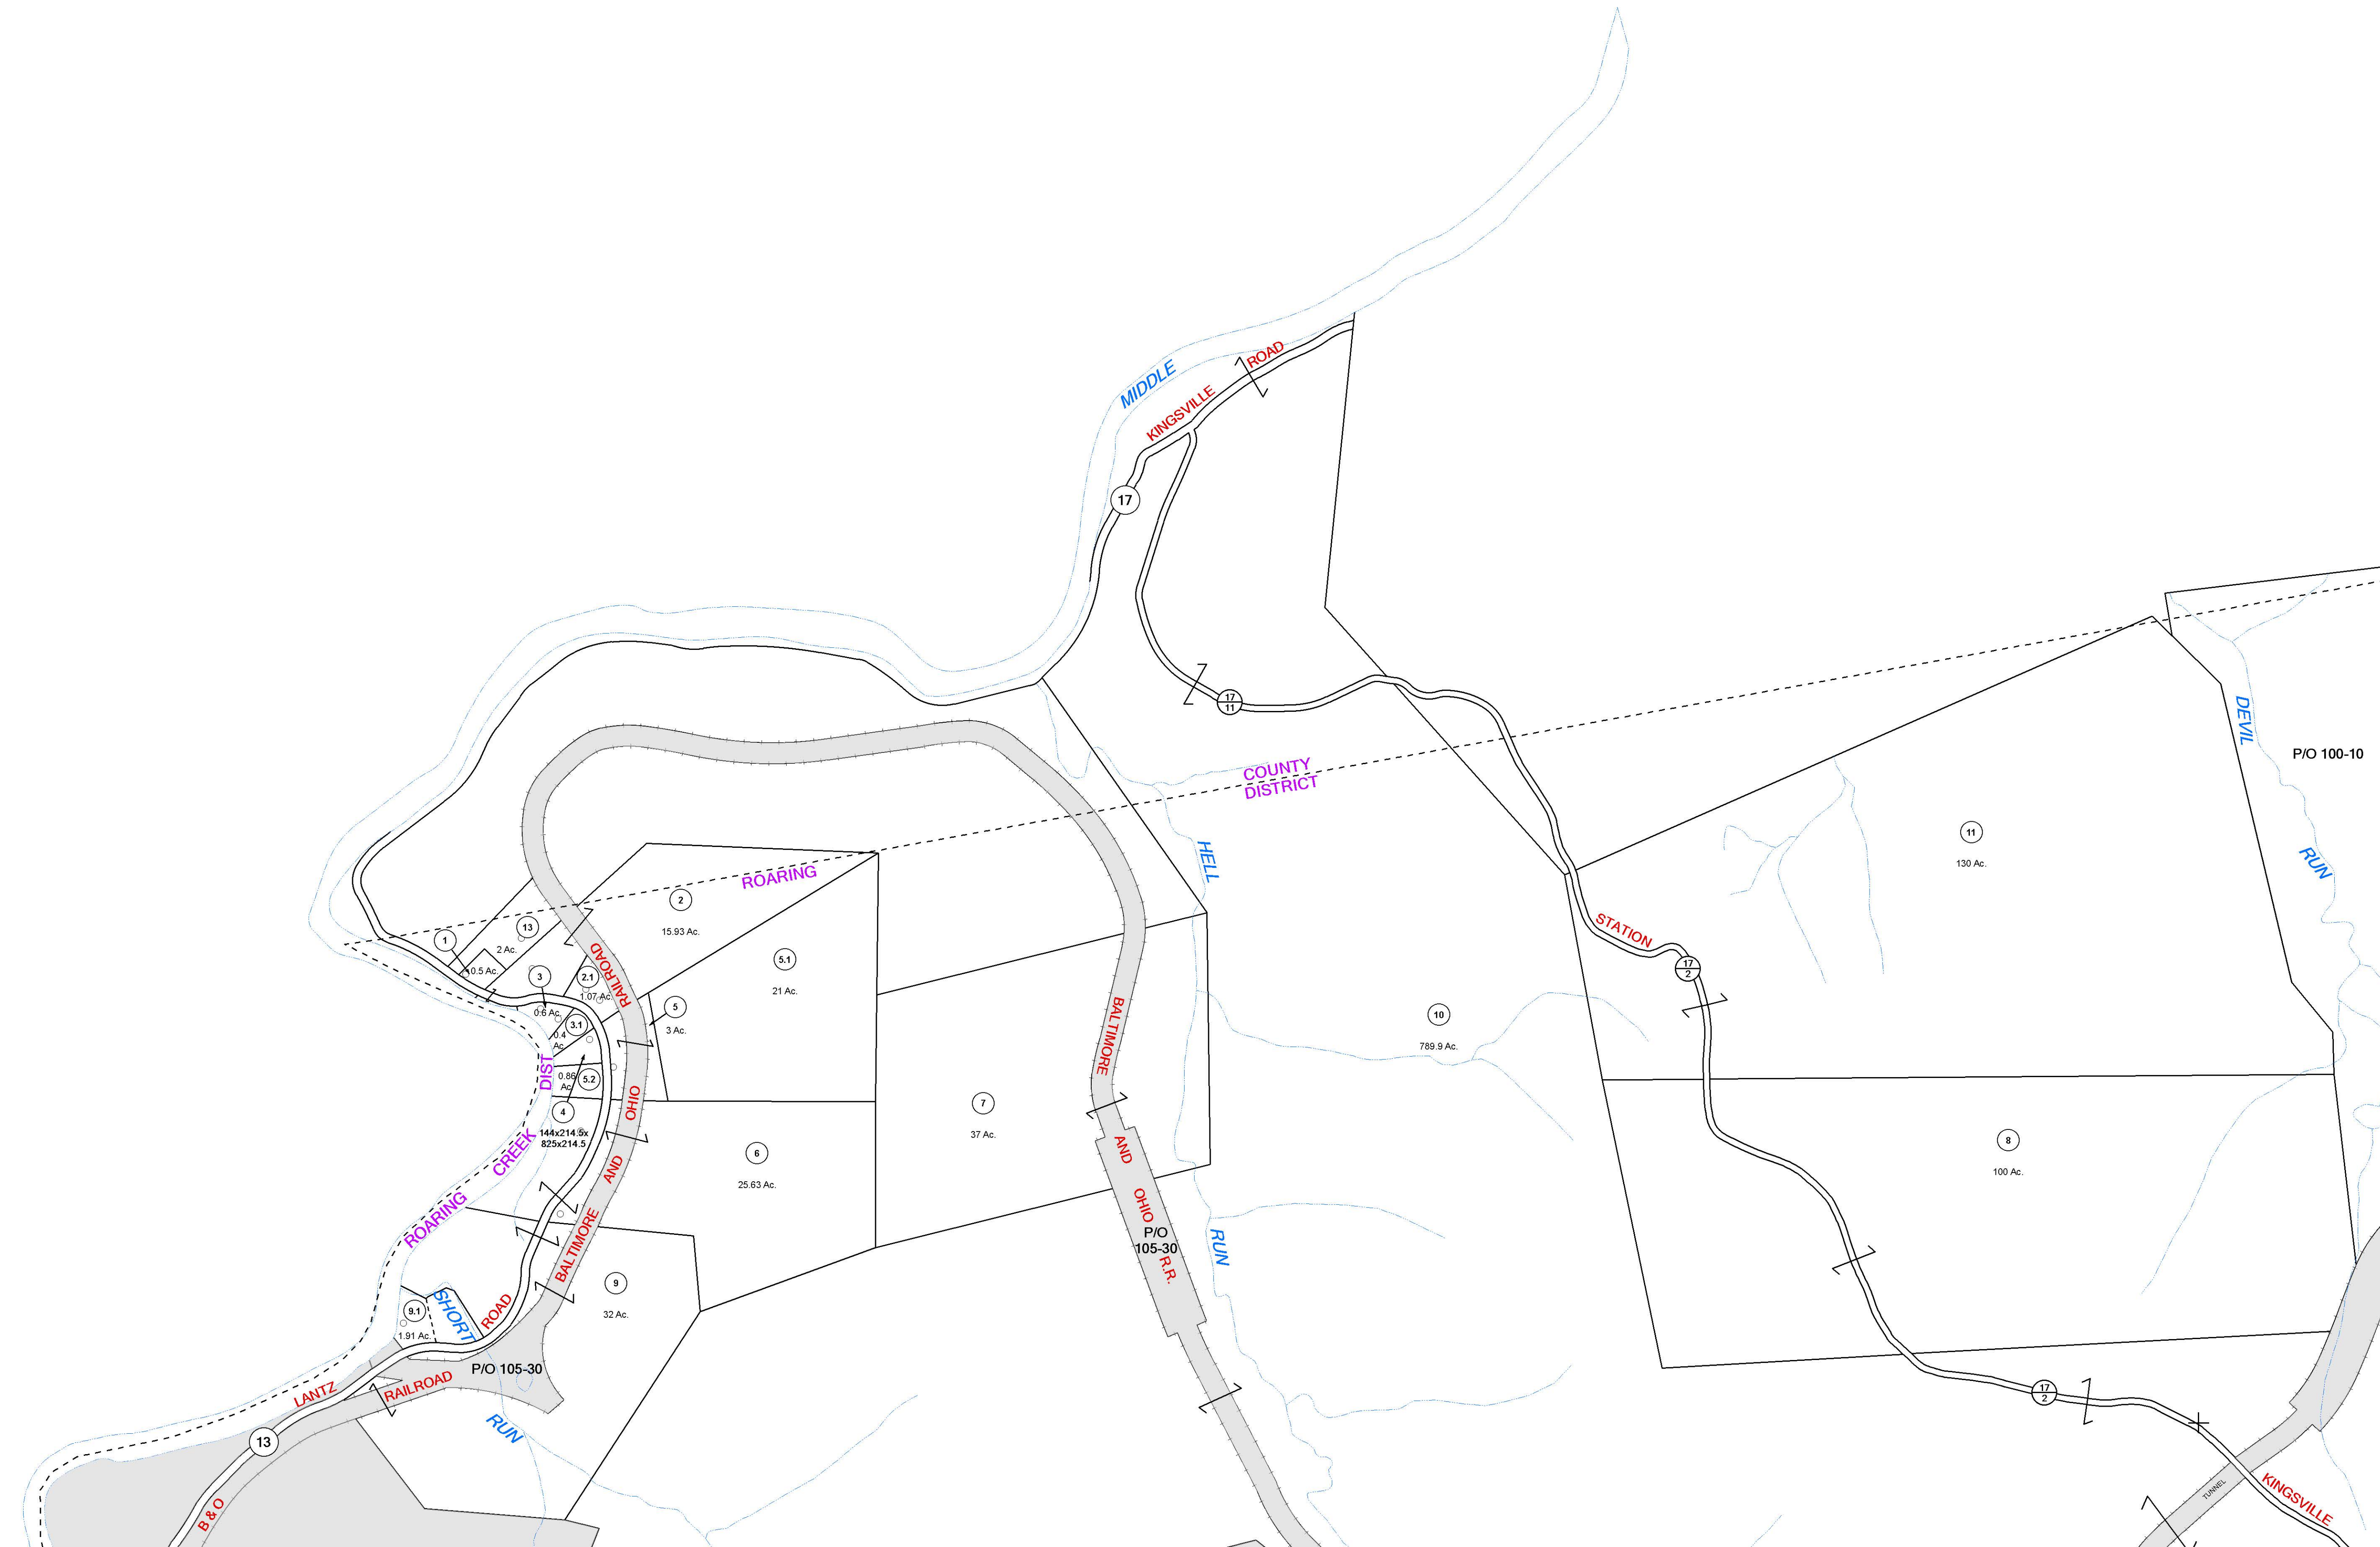 MIDDLE
KINGSVILLE ROAD
17
17
11
COUNTY
DISTRICT
ROARING
HELL
RUN
DEVIL
RUN
P/O 100-10
11
130 Ac.
STATION
17
2
10
789.9 Ac.
8
100 Ac.
17
2
KINGSVILLE
TUNNEL
2
15.93 Ac.
13
2 Ac.
1
0.5 Ac.
3
0.6 Ac.
2.1
1.07 Ac.
RAILROAD
3.1
0.4
Ac.
5
3 Ac.
5.1
21 Ac.
DIST
0.86
Ac.
5.2
4
144x214.5x
825x214.5
OHIO
AND
BALTIMORE
6
25.63 Ac.
7
37 Ac.
BALTIMORE
AND
OHIO
R.R.
P/O
105-30
ROARING CREEK
9
32 Ac.
9.1
1.91 Ac.
SHORT
RUN
ROAD
P/O 105-30
RAILROAD
LANTZ
13
B & O